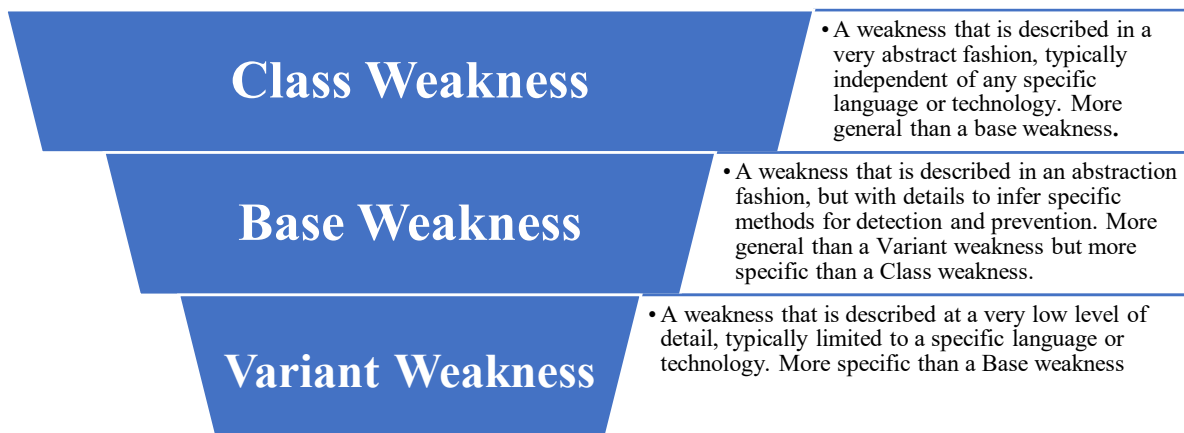 Class Weakness
• A weakness that is described in a
very abstract fashion, typically
independent of any specific
language or technology. More
general than a base weakness.
Base Weakness
• A weakness that is described in an abstraction
fashion, but with details to infer specific
methods for detection and prevention. More
general than a Variant weakness but more
specific than a Class weakness.
Variant Weakness
• A weakness that is described at a very low level of
detail, typically limited to a specific language or
technology. More specific than a Base weakness